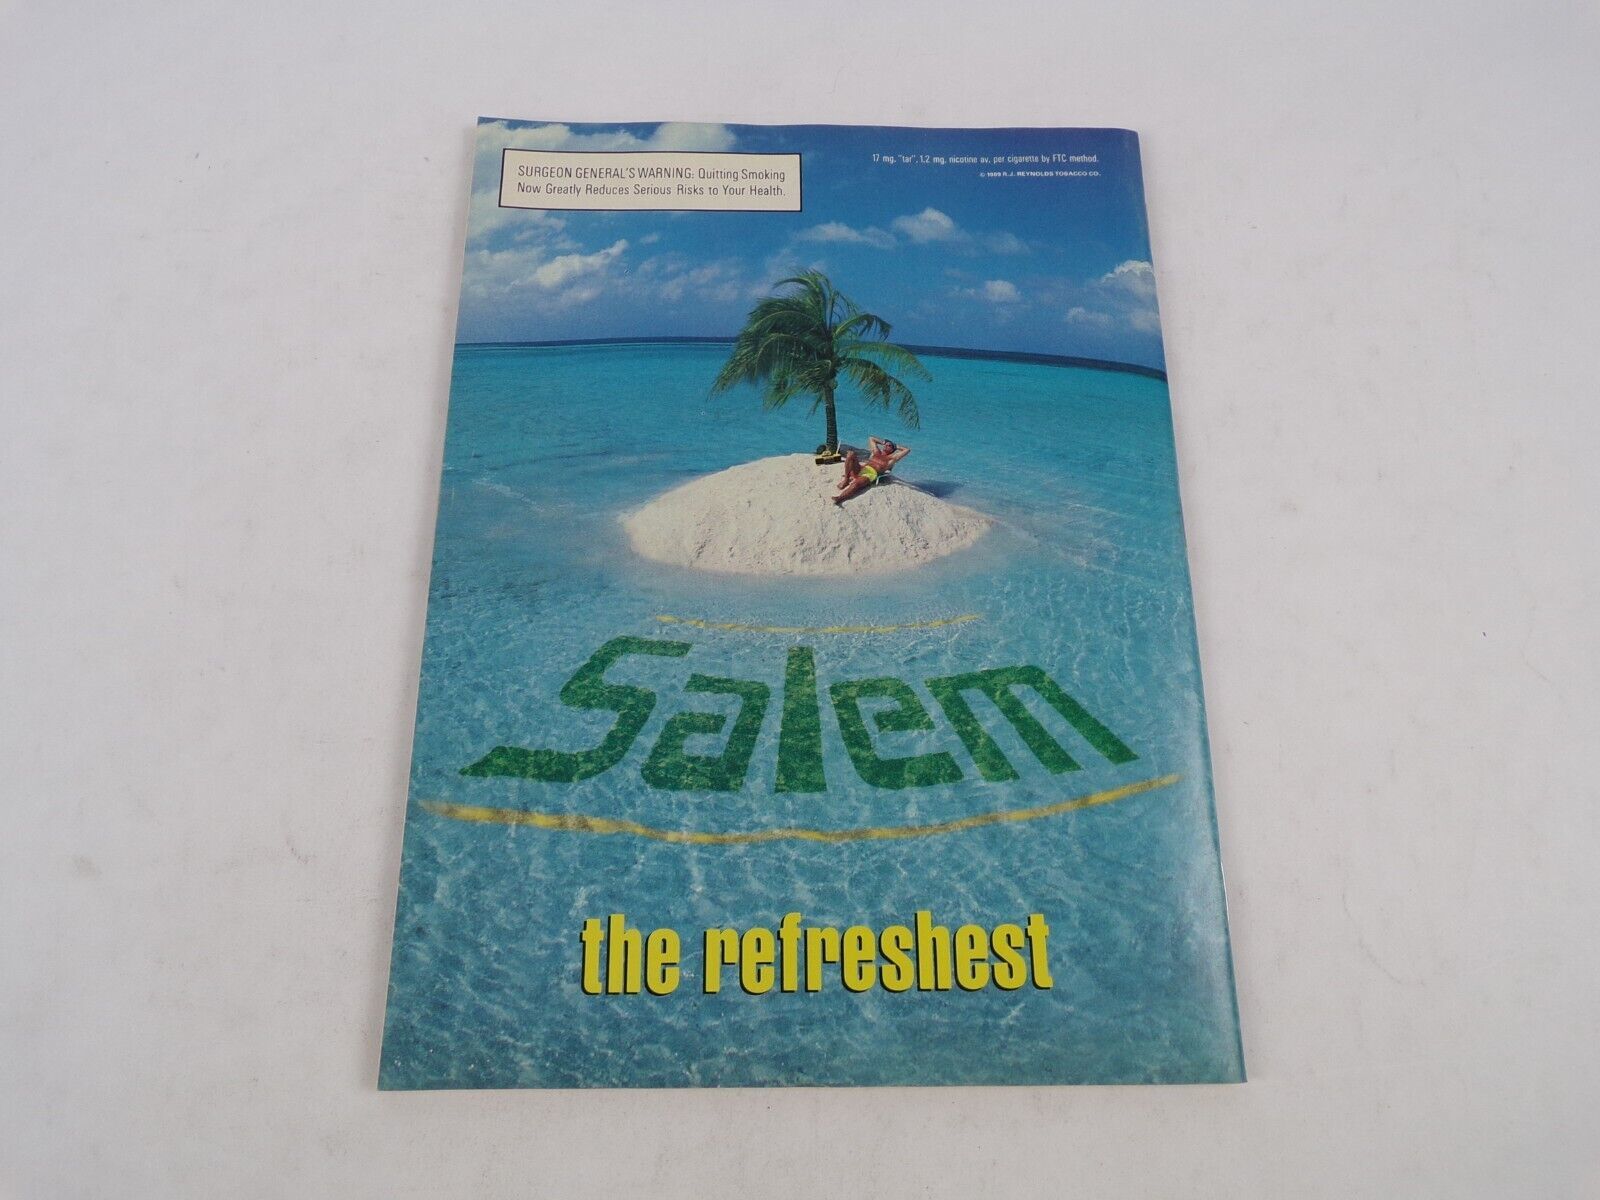 SURGEON GENERAL'S WARNING: Quitting Smoking
Now Greatly Reduces Serious Risks to Your Health.
17 mg. "tar", 1.2 mg. nicotine av. per cigarette by FTC method.
© 1989 R.J. REYNOLDS TOBACCO CO.
Salem
the refreshest